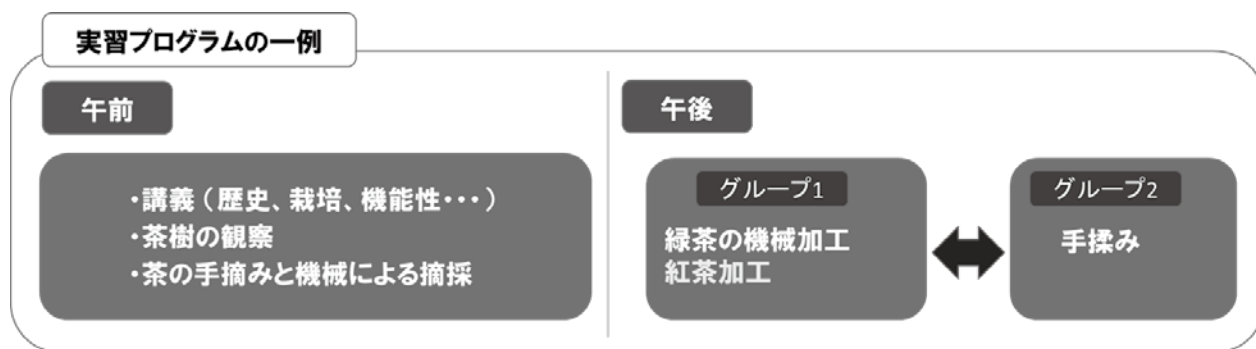 実習プログラムの一例
午前
・講義（歴史、栽培、機能性・・・）
・茶樹の観察
・茶の手摘みと機械による摘採
午後
グループ1
緑茶の機械加工
紅茶加工
グループ2
手揉み